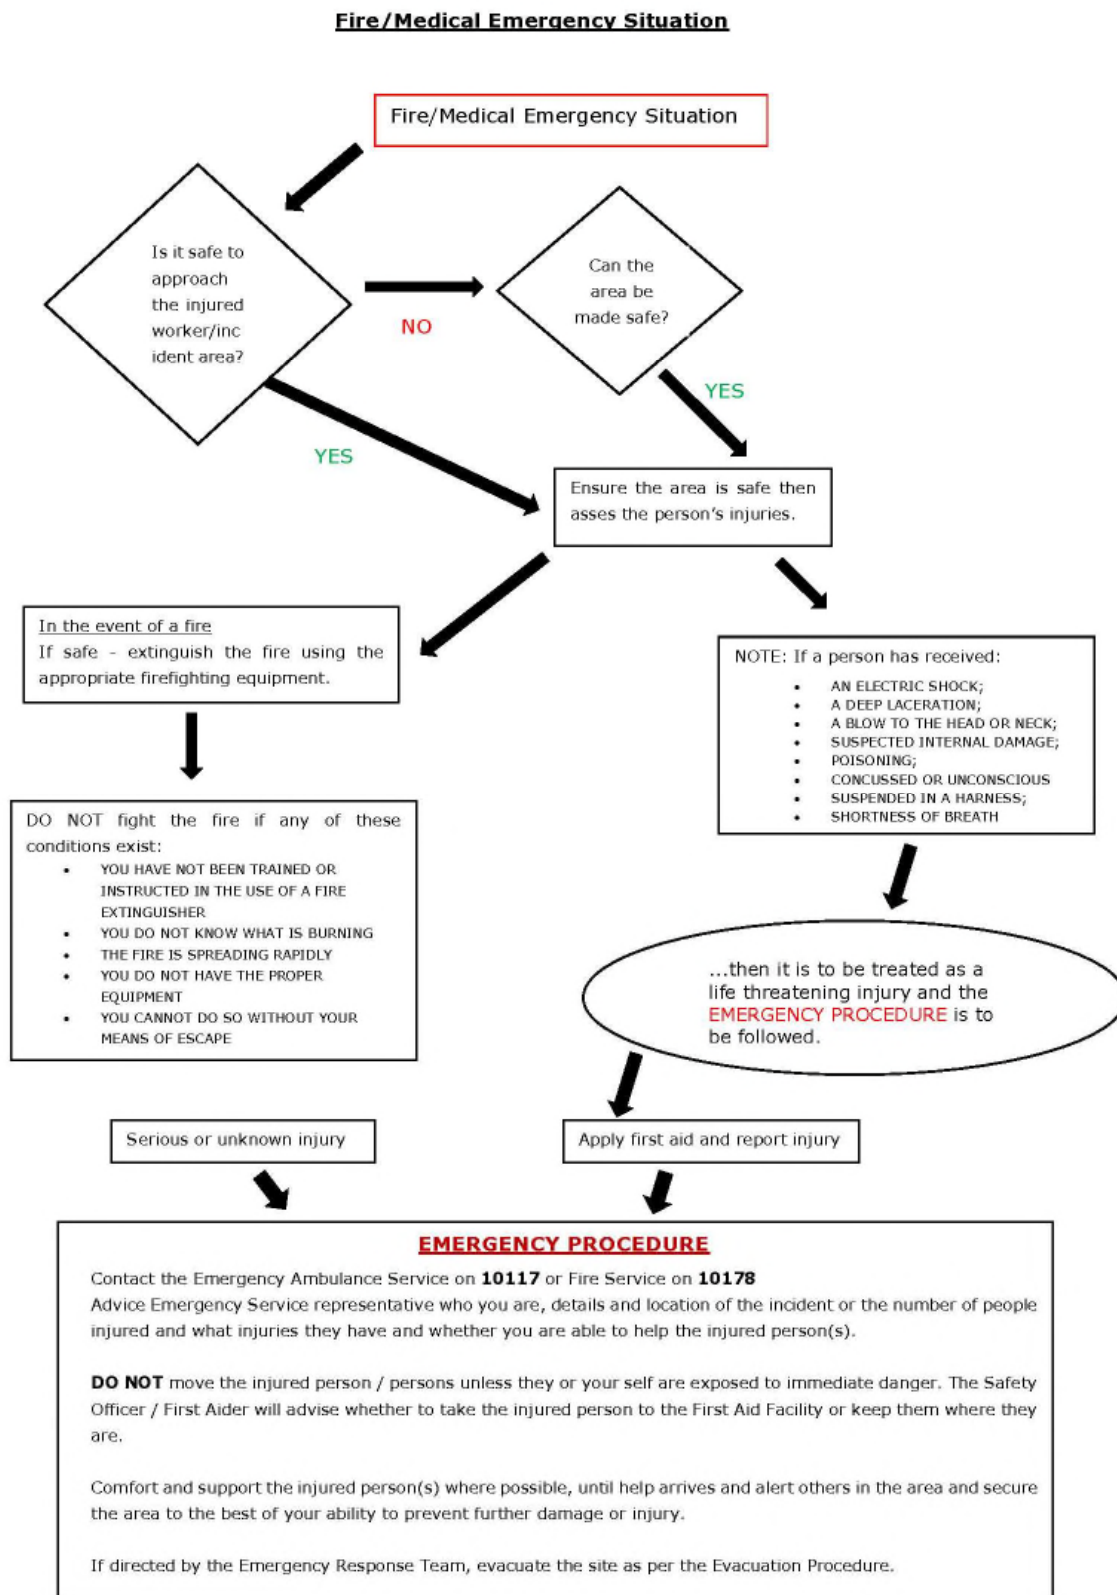 Fire/Medical Emergency Situation
Fire/Medical Emergency Situation
Is it safe to
approach
the injured
worker/inc
ident area?
NO
Can the
area be
made safe?
YES
YES
Ensure the area is safe then
asses the person's injuries.
In the event of a fire
If safe - extinguish the fire using the
appropriate firefighting equipment.
NOTE: If a person has received:
• AN ELECTRIC SHOCK;
• A DEEP LACERATION;
• A BLOW TO THE HEAD OR NECK;
• SUSPECTED INTERNAL DAMAGE;
• POISONING;
• CONCUSSED OR UNCONSCIOUS
• SUSPENDED IN A HARNESS;
• SHORTNESS OF BREATH
DO NOT fight the fire if any of these
conditions exist:
• YOU HAVE NOT BEEN TRAINED OR
INSTRUCTED IN THE USE OF A FIRE
EXTINGUISHER
• YOU DO NOT KNOW WHAT IS BURNING
• THE FIRE IS SPREADING RAPIDLY
• YOU DO NOT HAVE THE PROPER
EQUIPMENT
• YOU CANNOT DO SO WITHOUT YOUR
MEANS OF ESCAPE
...then it is to be treated as a
life threatening injury and the
EMERGENCY PROCEDURE is to
be followed.
Serious or unknown injury
Apply first aid and report injury
EMERGENCY PROCEDURE
Contact the Emergency Ambulance Service on 10117 or Fire Service on 10178
Advice Emergency Service representative who you are, details and location of the incident or the number of people
injured and what injuries they have and whether you are able to help the injured person(s).
DO NOT move the injured person / persons unless they or your self are exposed to immediate danger. The Safety
Officer / First Aider will advise whether to take the injured person to the First Aid Facility or keep them where they
are.
Comfort and support the injured person(s) where possible, until help arrives and alert others in the area and secure
the area to the best of your ability to prevent further damage or injury.
If directed by the Emergency Response Team, evacuate the site as per the Evacuation Procedure.